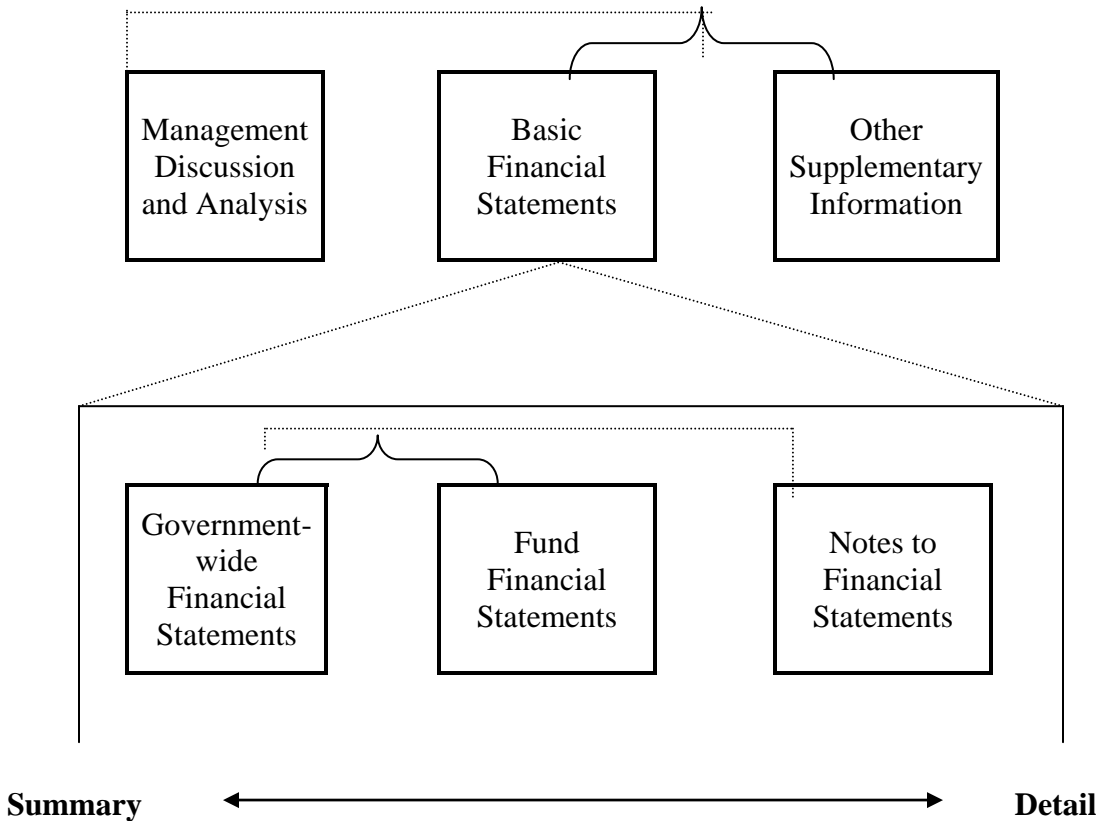 Management
Discussion
and Analysis
Basic
Financial
Statements
Other
Supplementary
Information
Government-
wide
Financial
Statements
Fund
Financial
Statements
Notes to
Financial
Statements
Summary
Detail